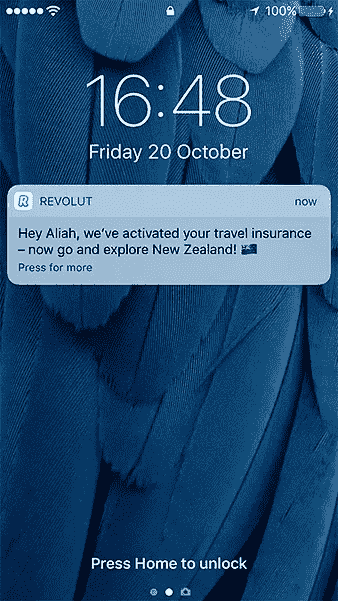 100%
16:48
Friday 20 October
REVOLUT
now
Hey Aliah, we've activated your travel insurance
– now go and explore New Zealand! 🇳🇿
Press for more
Press Home to unlock